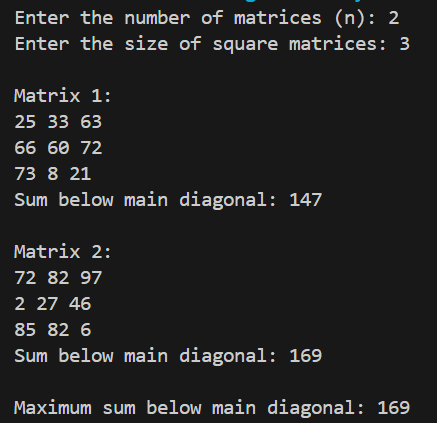 Enter the number of matrices (n): 2
Enter the size of square matrices: 3
Matrix 1:
25 33 63
66 60 72
73 8 21
Sum below main diagonal: 147
Matrix 2:
72 82 97
2 27 46
85 82 6
Sum below main diagonal: 169
Maximum sum below main diagonal: 169